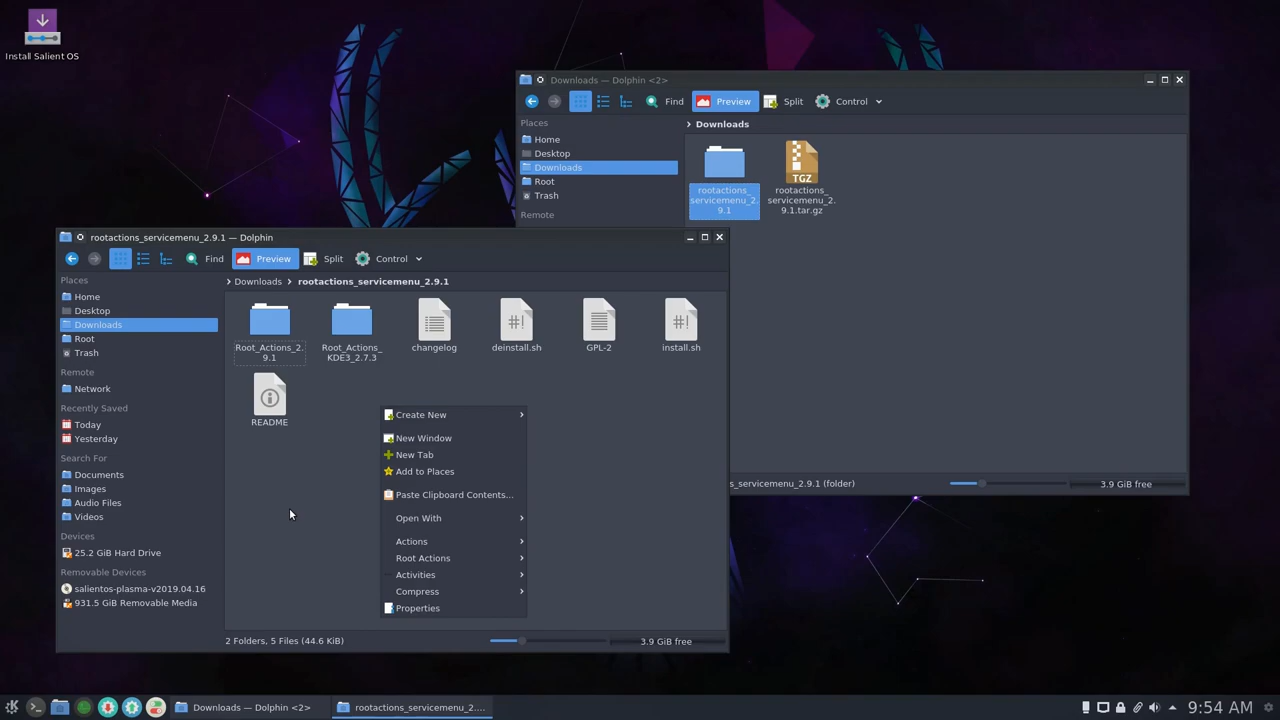 Install Salient OS
Downloads — Dolphin <2>
Find
Preview
Split
Control
Places
Home
Desktop
Downloads
Root
Trash
Remote
Downloads
rootactions_
servicemenu_2.
9.1
TGZ
rootactions_
servicemenu_2.
9.1.tar.gz
s_servicemenu_2.9.1 (folder)
3.9 GiB free
rootactions_servicemenu_2.9.1 — Dolphin
Find
Preview
Split
Control
Places
Home
Desktop
Downloads
Root
Trash
Remote
Network
Recently Saved
Today
Yesterday
Search For
Documents
Images
Audio Files
Videos
Devices
25.2 GiB Hard Drive
Removable Devices
salientos-plasma-v2019.04.16
931.5 GiB Removable Media
Downloads
rootactions_servicemenu_2.9.1
Root_Actions_2.
9.1
Root_Actions_
KDE3_2.7.3
changelog
#!
deinstall.sh
GPL-2
#!
install.sh
README
Create New
New Window
New Tab
Add to Places
Paste Clipboard Contents...
Open With
Actions
Root Actions
Activities
Compress
Properties
2 Folders, 5 Files (44.6 KiB)
3.9 GiB free
Downloads — Dolphin <2>
rootactions_servicemenu_2....
9:54 AM